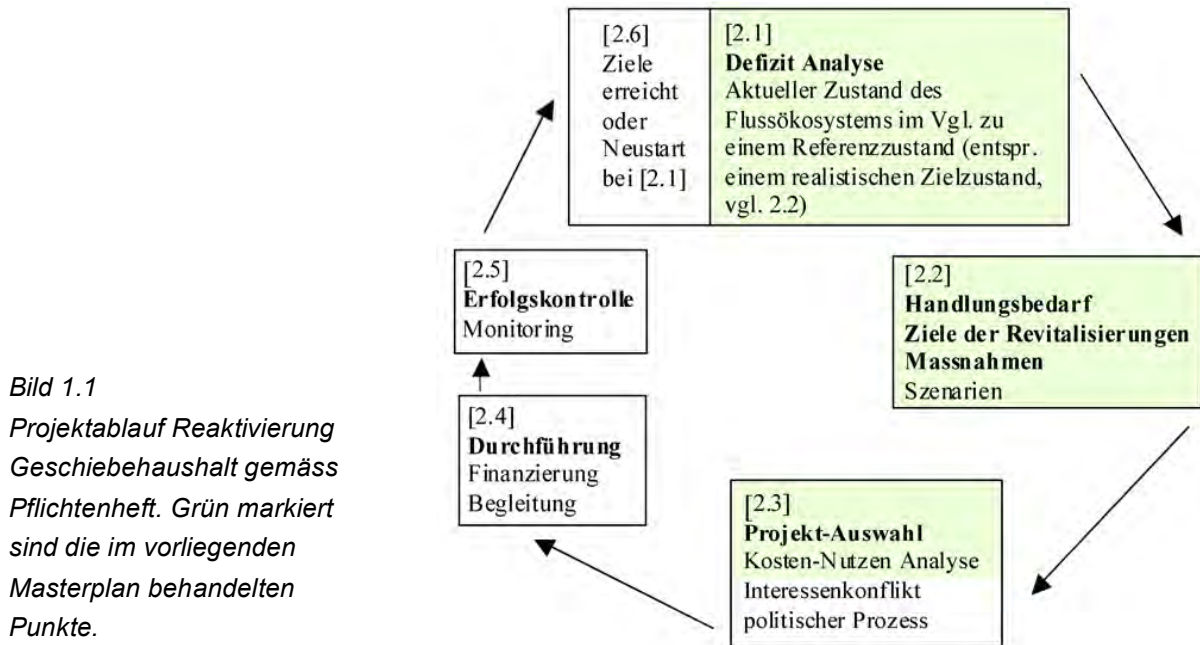 [2.6]
Ziele
erreicht
oder
Neustart
bei [2.1]
[2.1]
Defizit Analyse
Aktueller Zustand des
Flussökosystems im Vgl. zu
einem Referenzzustand (entspr.
einem realistischen Zielzustand,
vgl. 2.2)
[2.2]
Handlungsbedarf
Ziele der Revitalisierungen
Massnahmen
Szenarien
[2.3]
Projekt-Auswahl
Kosten-Nutzen Analyse
Interessenkonflikt
politischer Prozess
[2.4]
Durchführung
Finanzierung
Begleitung
[2.5]
Erfolgskontrolle
Monitoring
Bild 1.1
Projektablauf Reaktivierung
Geschiebehaushalt gemäss
Pflichtenheft. Grün markiert
sind die im vorliegenden
Masterplan behandelten
Punkte.